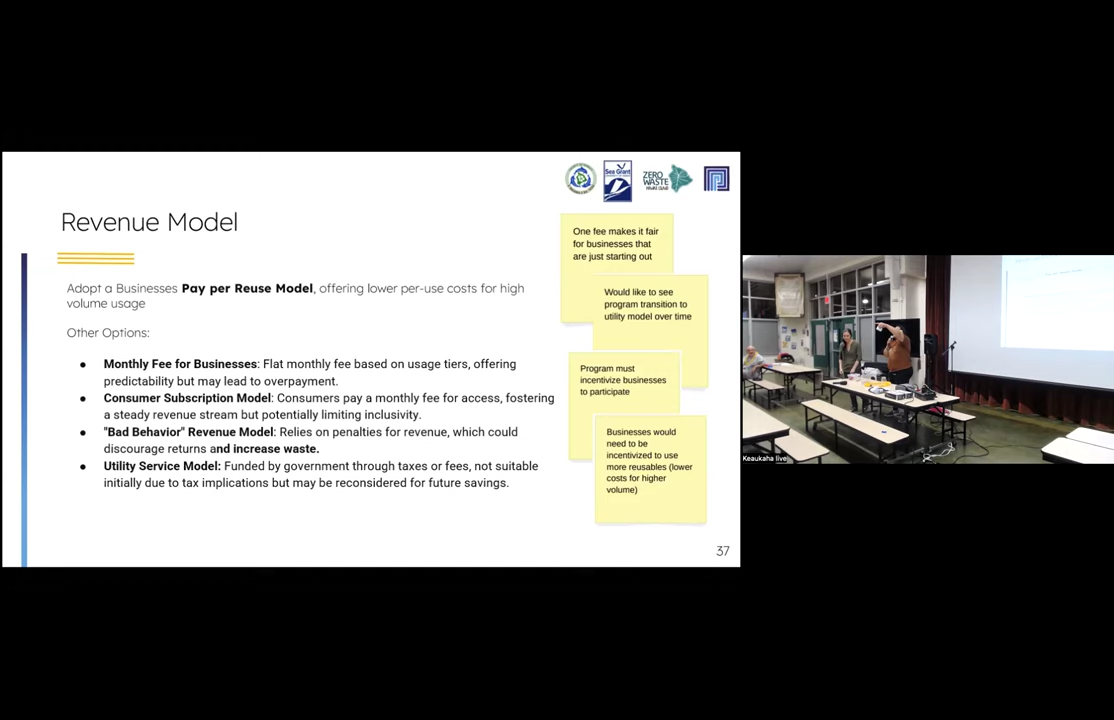 Sea Grant
ZERO
WASTE
Revenue Model
Adopt a Businesses Pay per Reuse Model, offering lower per-use costs for high
volume usage
Other Options:
● Monthly Fee for Businesses: Flat monthly fee based on usage tiers, offering
predictability but may lead to overpayment.
● Consumer Subscription Model: Consumers pay a monthly fee for access, fostering
a steady revenue stream but potentially limiting inclusivity.
● "Bad Behavior" Revenue Model: Relies on penalties for revenue, which could
discourage returns and increase waste.
● Utility Service Model: Funded by government through taxes or fees, not suitable
initially due to tax implications but may be reconsidered for future savings.
One fee makes it fair
for businesses that
are just starting out
Would like to see
program transition to
utility model over time
Program must
incentivize businesses
to participate
Businesses would
need to be
incentivized to use
more reusables (lower
costs for higher
volume)
37
Keaukaha live